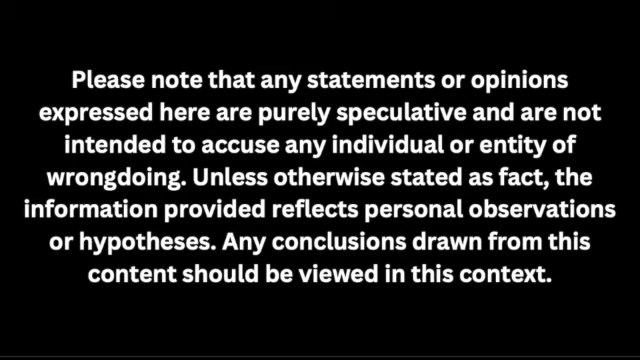 Please note that any statements or opinions
expressed here are purely speculative and are not
intended to accuse any individual or entity of
wrongdoing. Unless otherwise stated as fact, the
information provided reflects personal observations
or hypotheses. Any conclusions drawn from this
content should be viewed in this context.